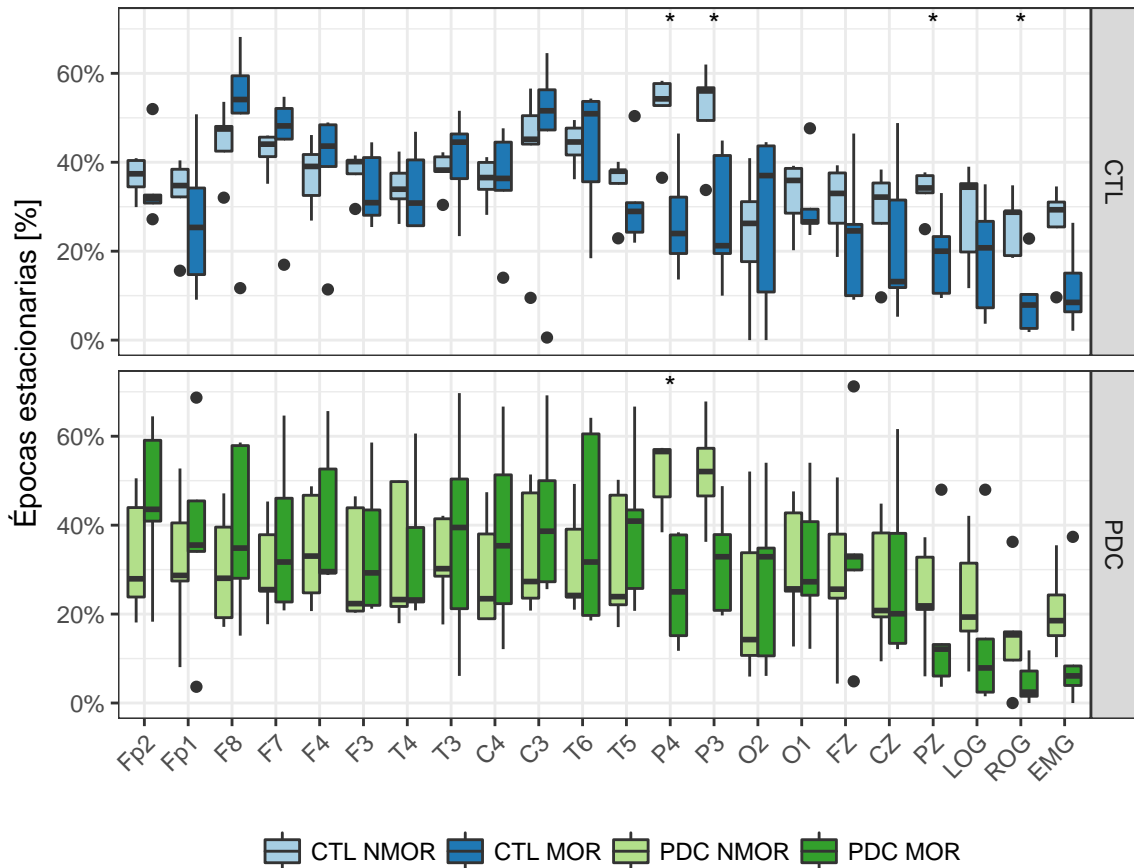 * * * *
60%
40%
20%
0%
CTL
*
60%
40%
20%
0%
PDC
Épocas estacionarias [%]
Fp2 Fp1 F8 F7 F4 F3 T4 T3 C4 C3 T6 T5 P4 P3 O2 O1 FZ CZ PZ LOG ROG EMG
CTL NMOR CTL MOR PDC NMOR PDC MOR